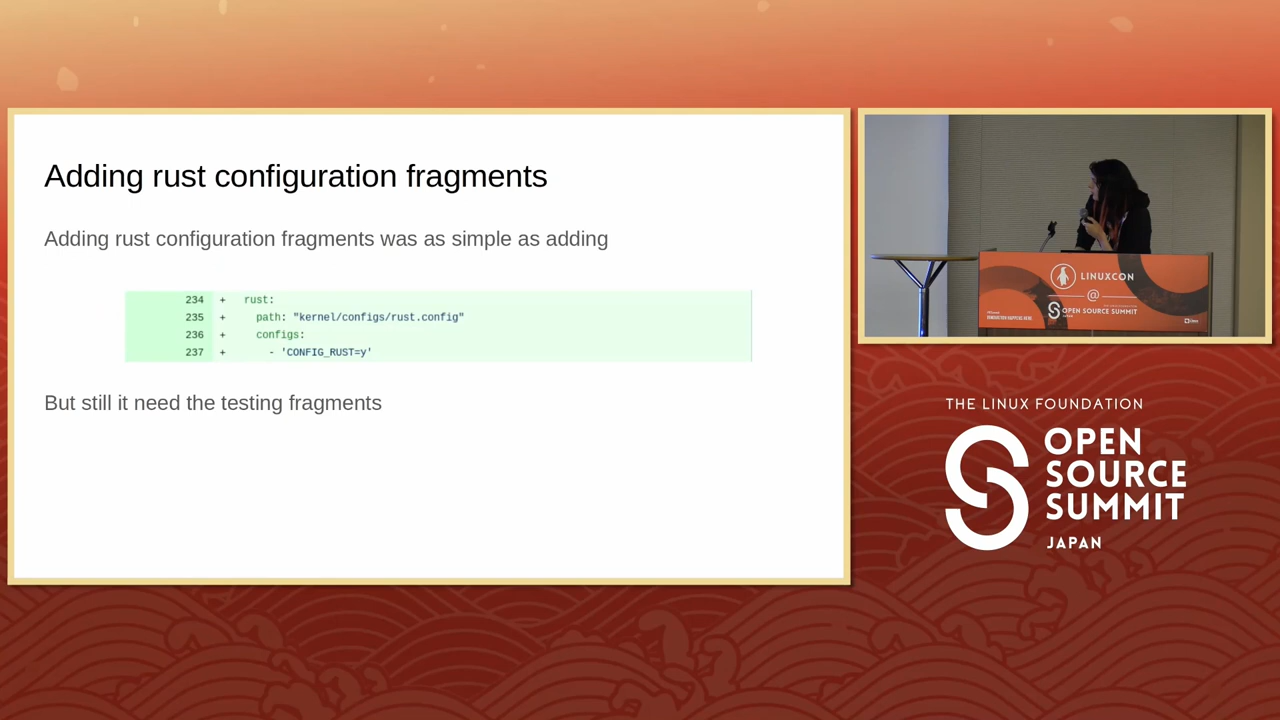 Adding rust configuration fragments
Adding rust configuration fragments was as simple as adding
234 + rust:
235 + path: "kernel/configs/rust.config"
236 + configs:
237 + - 'CONFIG_RUST=y'
But still it need the testing fragments
LINUXCON
@
OPEN SOURCE SUMMIT
THE LINUX FOUNDATION
OPEN
SOURCE
SUMMIT
JAPAN